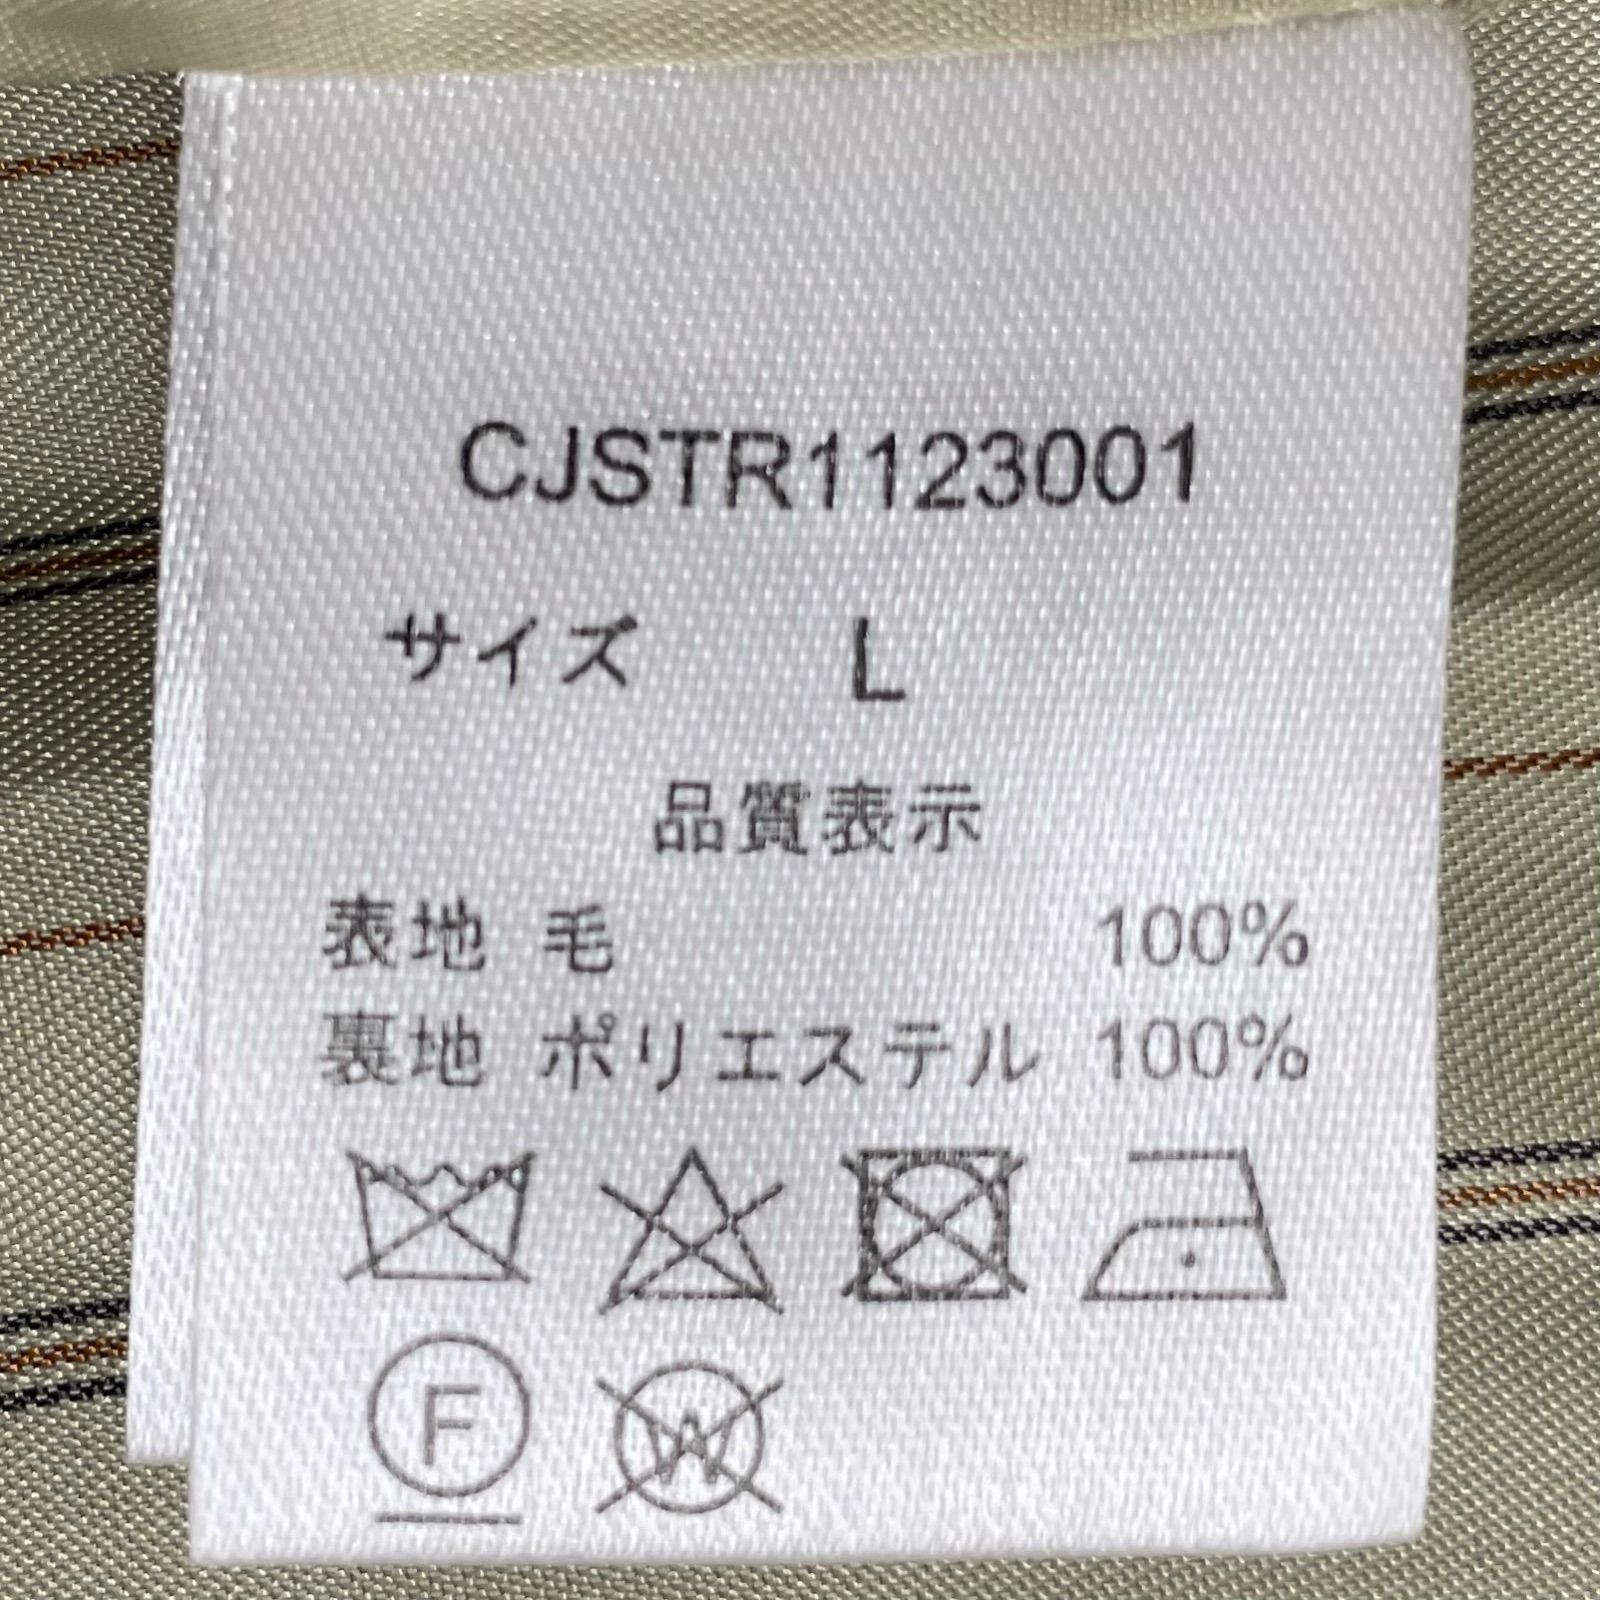 CJSTR1123001
サイズ L
品質表示
表地 毛 100%
裏地 ポリエステル 100%
F W